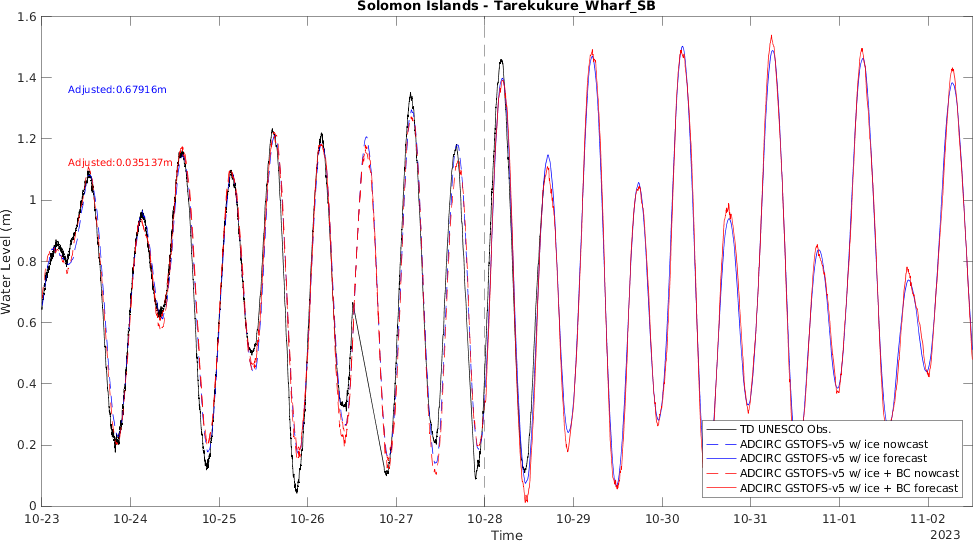 Solomon Islands - Tarekukure_Wharf_SB
1.6
1.4
1.2
1
0.8
0.6
0.4
0.2
0
Water Level (m)
Adjusted:0.67916m
Adjusted:0.035137m
TD UNESCO Obs.
ADCIRC GSTOFS-v5 w/ ice nowcast
ADCIRC GSTOFS-v5 w/ ice forecast
ADCIRC GSTOFS-v5 w/ ice + BC nowcast
ADCIRC GSTOFS-v5 w/ ice + BC forecast
10-23 10-24 10-25 10-26 10-27 10-28 10-29 10-30 10-31 11-01 11-02
Time
2023